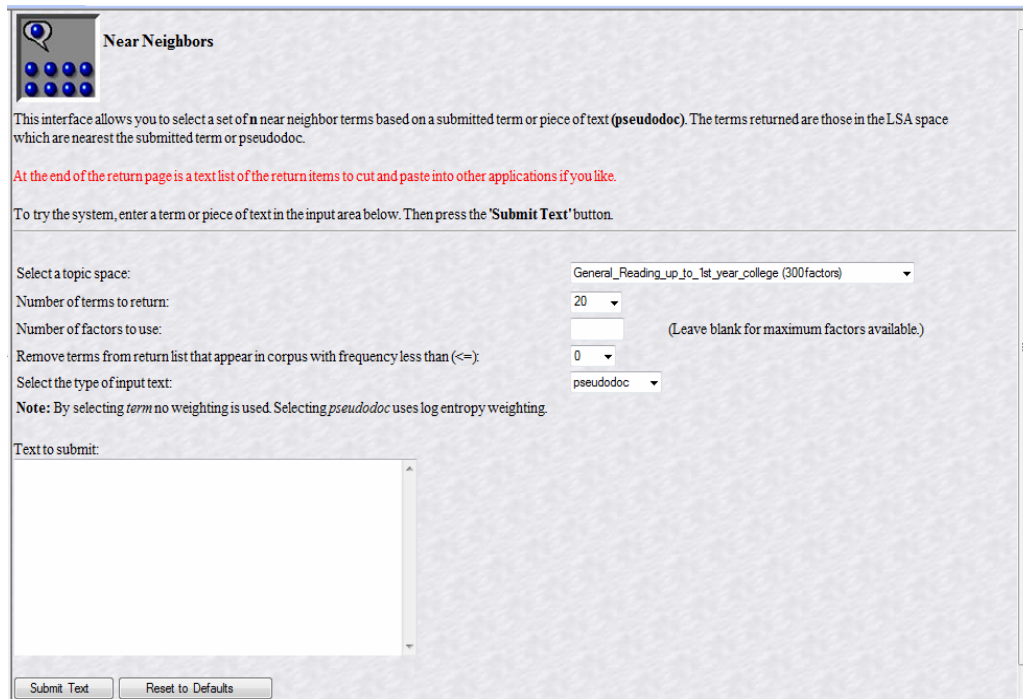 Near Neighbors
This interface allows you to select a set of n near neighbor terms based on a submitted term or piece of text (pseudodoc). The terms returned are those in the LSA space
which are nearest the submitted term or pseudodoc.
At the end of the return page is a text list of the return items to cut and paste into other applications if you like.
To try the system, enter a term or piece of text in the input area below. Then press the 'Submit Text' button.
Select a topic space: General_Reading_up_to_1st_year_college (300 factors)
Number of terms to return: 20
Number of factors to use: (Leave blank for maximum factors available.)
Remove terms from return list that appear in corpus with frequency less than (<=): 0
Select the type of input text: pseudodoc
Note: By selecting term no weighting is used. Selecting pseudodoc uses log entropy weighting.
Text to submit:
Submit Text Reset to Defaults